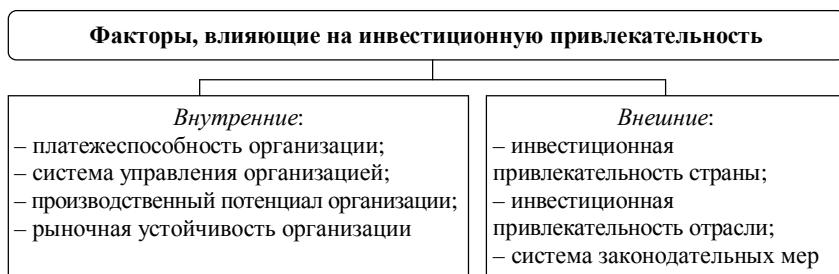 Факторы, влияющие на инвестиционную привлекательность
Внутренние:
– платежеспособность организации;
– система управления организацией;
– производственный потенциал организации;
– рыночная устойчивость организации
Внешние:
– инвестиционная
привлекательность страны;
– инвестиционная
привлекательность отрасли;
– система законодательных мер